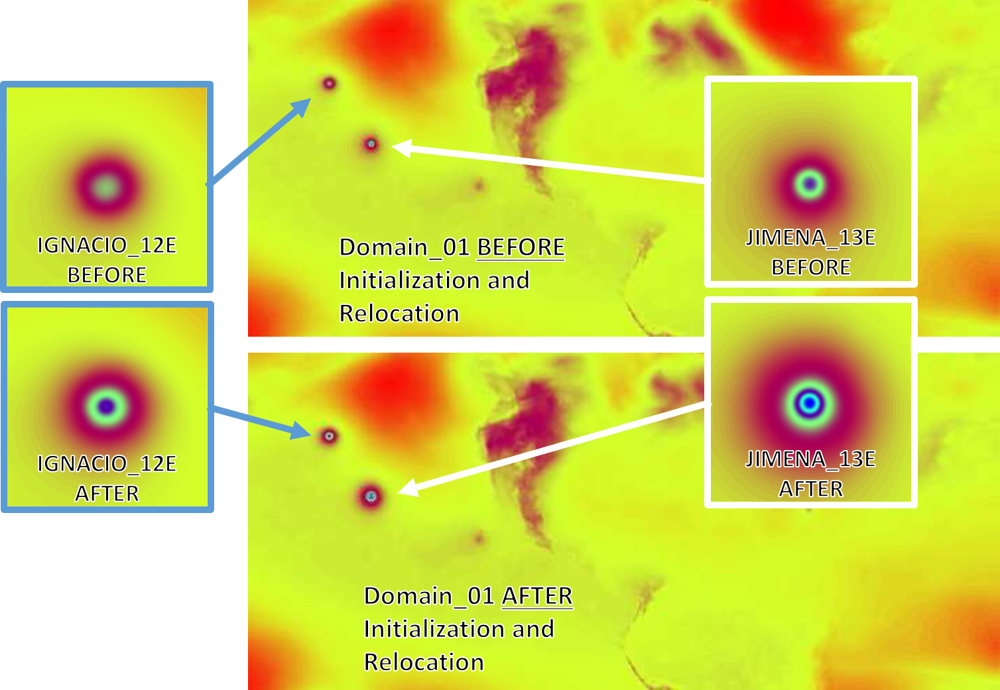 IGNACIO_12E
BEFORE
Domain_01 BEFORE
Initialization and
Relocation
JIMENA_13E
BEFORE
IGNACIO_12E
AFTER
JIMENA_13E
AFTER
Domain_01 AFTER
Initialization and
Relocation